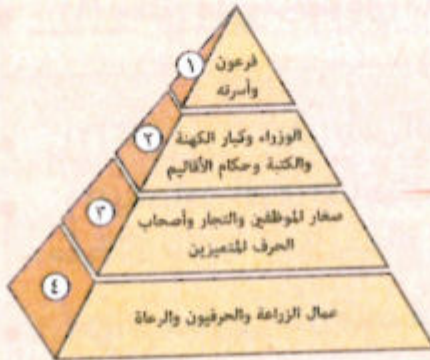 ١
فرعون
وأسرته
٢
الوزراء وكبار الكهنة
والكتبة وحكام الأقاليم
٣
صغار الموظفين والتجار وأصحاب
الحرف المتميزين
٤
عمال الزراعة والحرفيون والرعاة